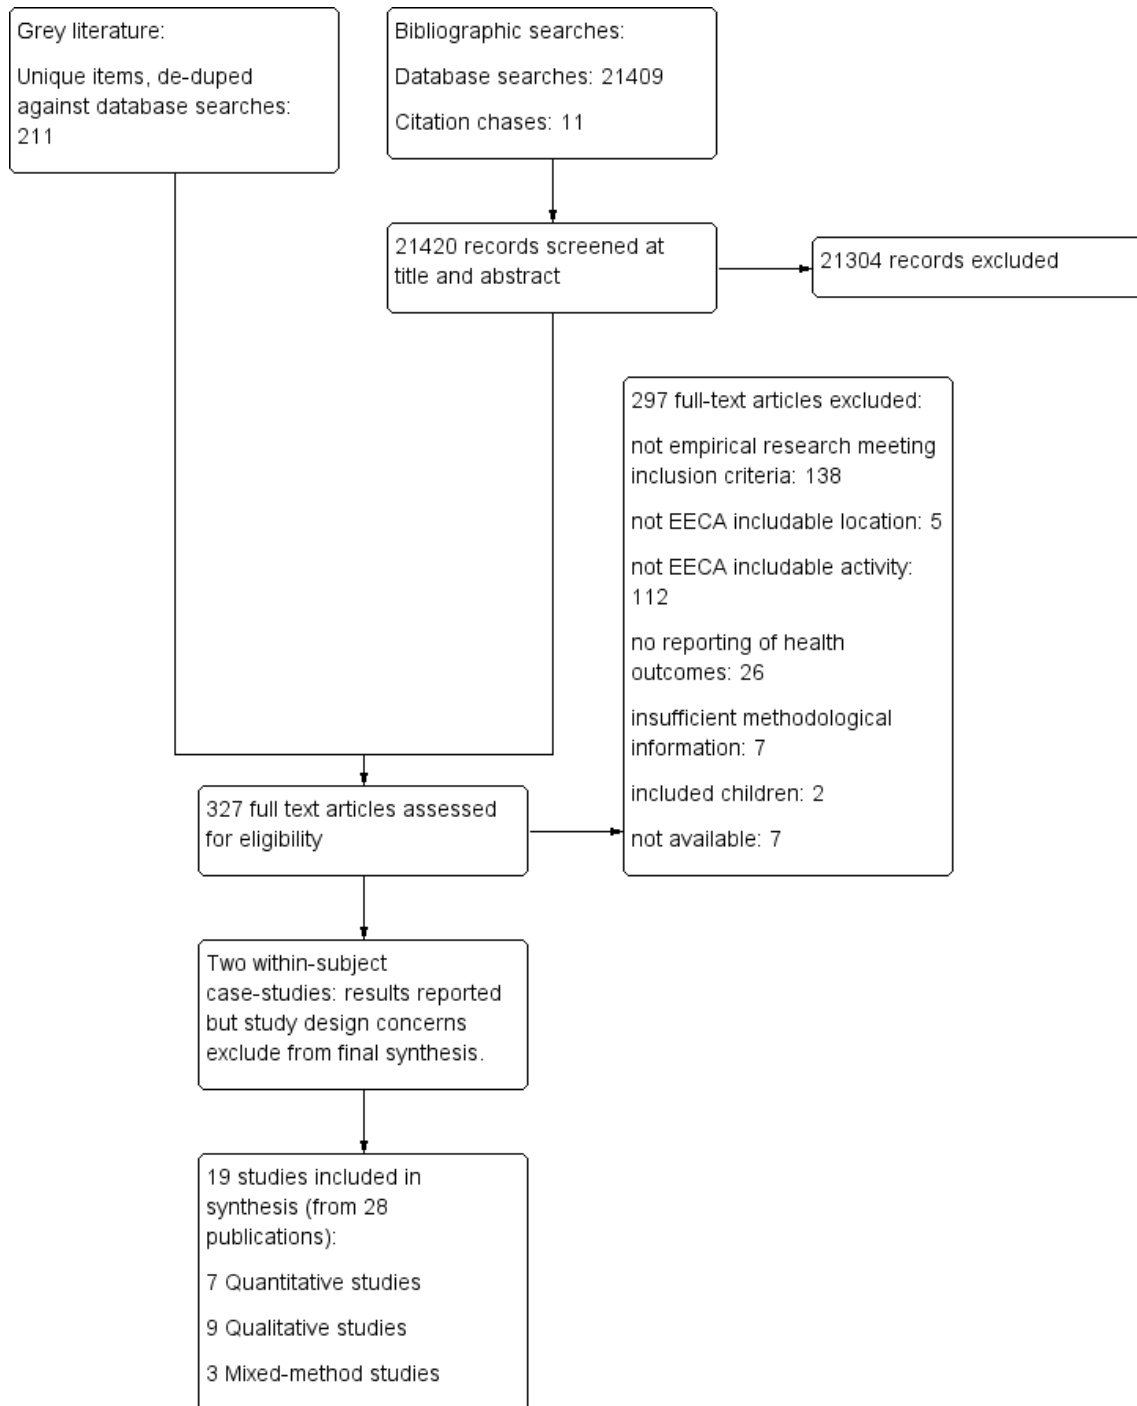 Grey literature:
Unique items, de-duped
against database searches:
211
Bibliographic searches:
Database searches: 21409
Citation chases: 11
21420 records screened at
title and abstract
21304 records excluded
297 full-text articles excluded:
not empirical research meeting
inclusion criteria: 138
not EECA includable location: 5
not EECA includable activity:
112
no reporting of health
outcomes: 26
insufficient methodological
information: 7
included children: 2
not available: 7
327 full text articles assessed
for eligibility
Two within-subject
case-studies: results reported
but study design concerns
exclude from final synthesis.
19 studies included in
synthesis (from 28
publications):
7 Quantitative studies
9 Qualitative studies
3 Mixed-method studies